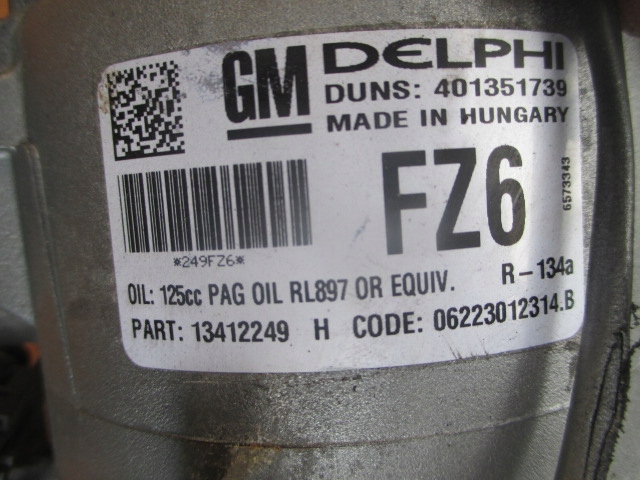 GM DELPHI
DUNS: 401351739
MADE IN HUNGARY
FZ6
6573343
*249FZ6*
OIL: 125cc PAG OIL RL897 OR EQUIV. R-134a
PART: 13412249 H CODE: 06223012314.B